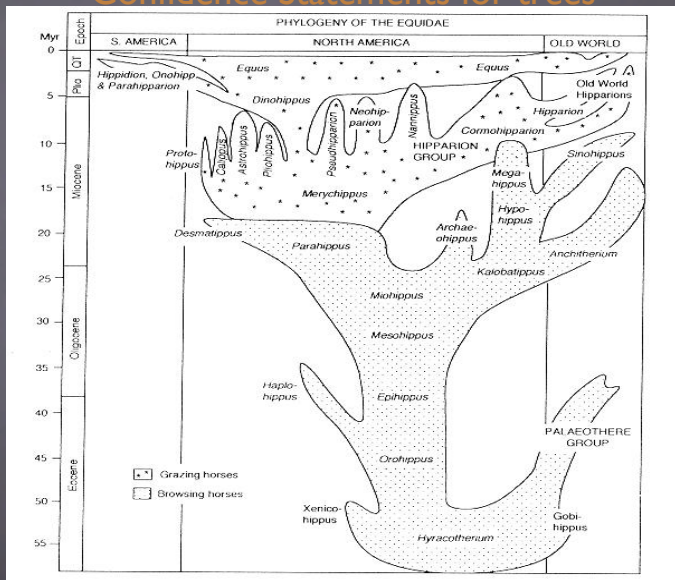 Confidence statements for trees
PHYLOGENY OF THE EQUIDAE
Myr
Epoch
S. AMERICA
NORTH AMERICA
OLD WORLD
0
5
10
15
20
25
30
35
40
45
50
55
QT
Plio
Miocene
Oligocene
Eocene
Hippidion, Onohipp
& Parahipparion
Equus
Equus
Old World
Hipparions
Dinohippus
Neohip-
parion
Nannippus
Hipparion
Cormohipparion
Proto-
hippus
Calippus
Astrohippus
Pliohippus
Pseudhipparion
HIPPARION
GROUP
Sinohippus
Mega-
hippus
Merychippus
Hypo-
hippus
Desmatippus
Parahippus
Archae-
ohippus
Anchitherium
Kalobatippus
Miohippus
Mesohippus
Haplo-
hippus
Epihippus
PALAEOTHERE
GROUP
Orohippus
Grazing horses
Browsing horses
Xenico-
hippus
Gobi-
hippus
Hyracotherium